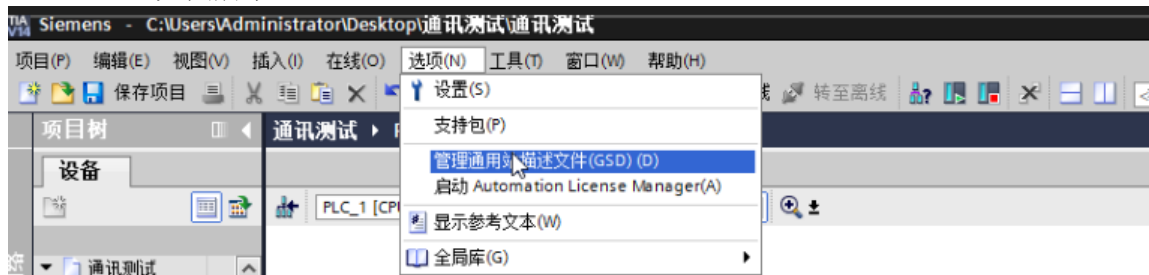 TIA V14 Siemens - C:\Users\Administrator\Desktop\通讯测试\通讯测试
项目(P) 编辑(E) 视图(V) 插入(I) 在线(O) 选项(N) 工具(T) 窗口(W) 帮助(H)
保存项目 转至离线
设置(S)
支持包(P)
管理通用站描述文件(GSD) (D)
启动 Automation License Manager(A)
显示参考文本(W)
全局库(G)
项目树 通讯测试
设备
PLC_1 [CP
通讯测试